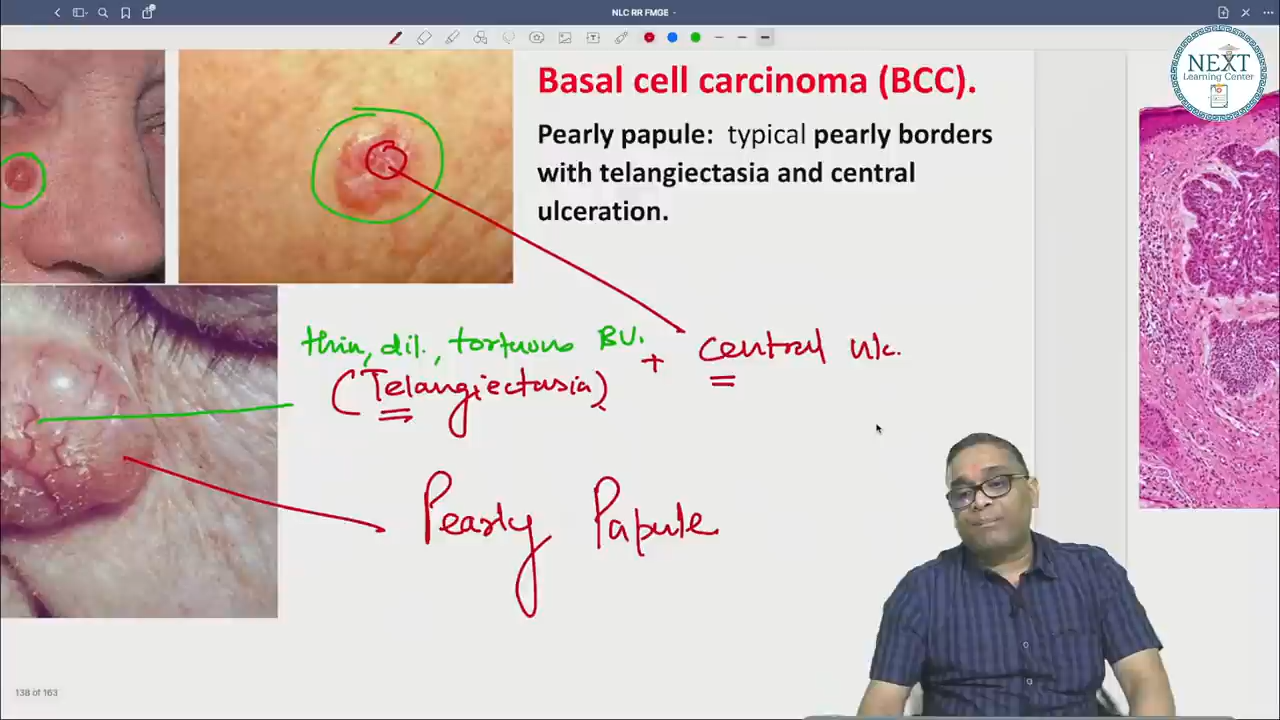 NLC RR FMGE
NEXT
Learning Center
Basal cell carcinoma (BCC).
Pearly papule: typical pearly borders
with telangiectasia and central
ulceration.
thin, dil., tortuous BV.
(Telangiectasia) + central ulc.
Pearly Papule
138 of 163